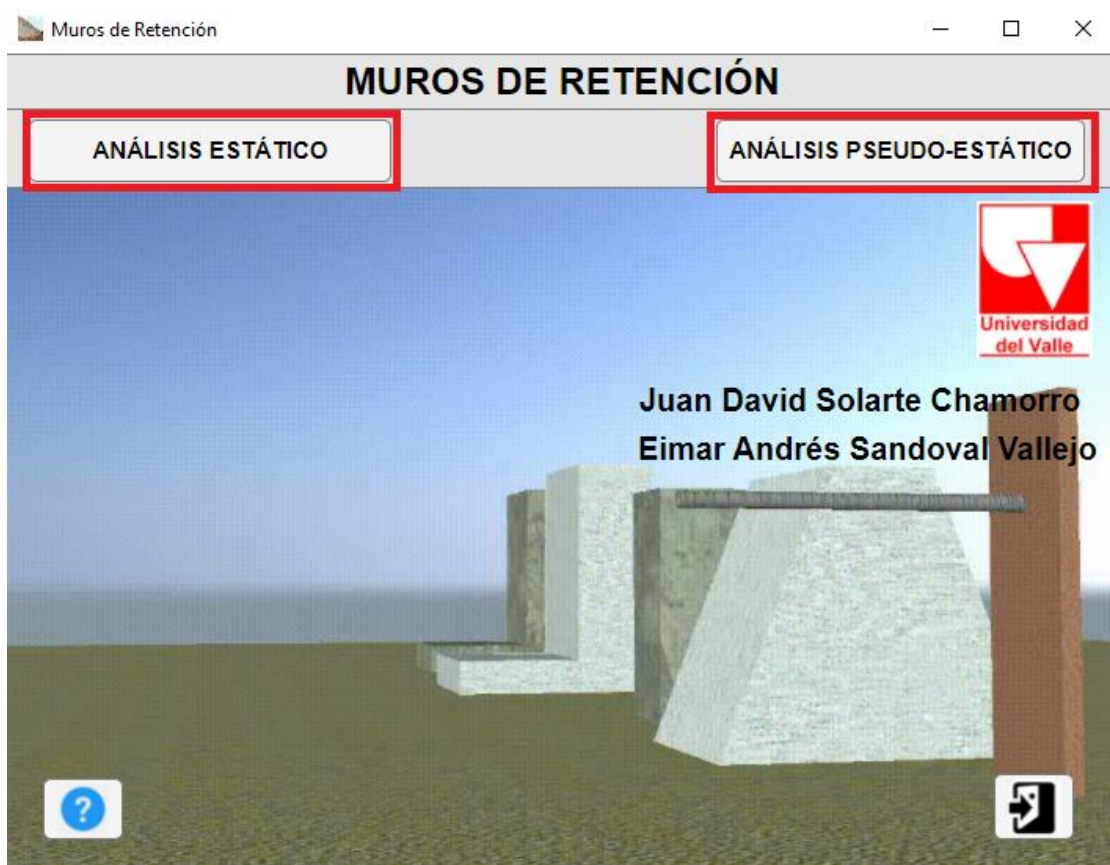 Muros de Retención
MUROS DE RETENCIÓN
ANÁLISIS ESTÁTICO
ANÁLISIS PSEUDO-ESTÁTICO
Universidad
del Valle
Juan David Solarte Chamorro
Eimar Andrés Sandoval Vallejo
?